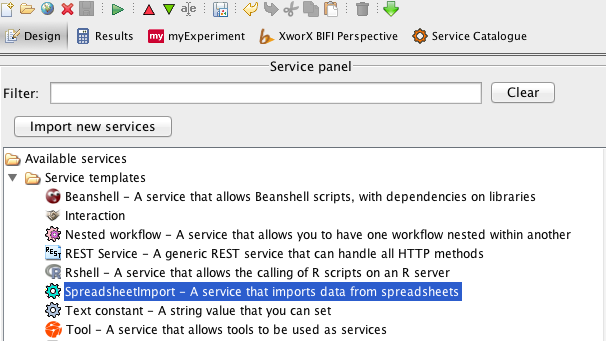 Design Results my myExperiment XworX BIFI Perspective Service Catalogue
Service panel
Filter: Clear
Import new services
Available services
Service templates
Beanshell – A service that allows Beanshell scripts, with dependencies on libraries
Interaction
Nested workflow – A service that allows you to have one workflow nested within another
REST REST Service – A generic REST service that can handle all HTTP methods
R Rshell – A service that allows the calling of R scripts on an R server
SpreadsheetImport – A service that imports data from spreadsheets
Text constant – A string value that you can set
Tool – A service that allows tools to be used as services